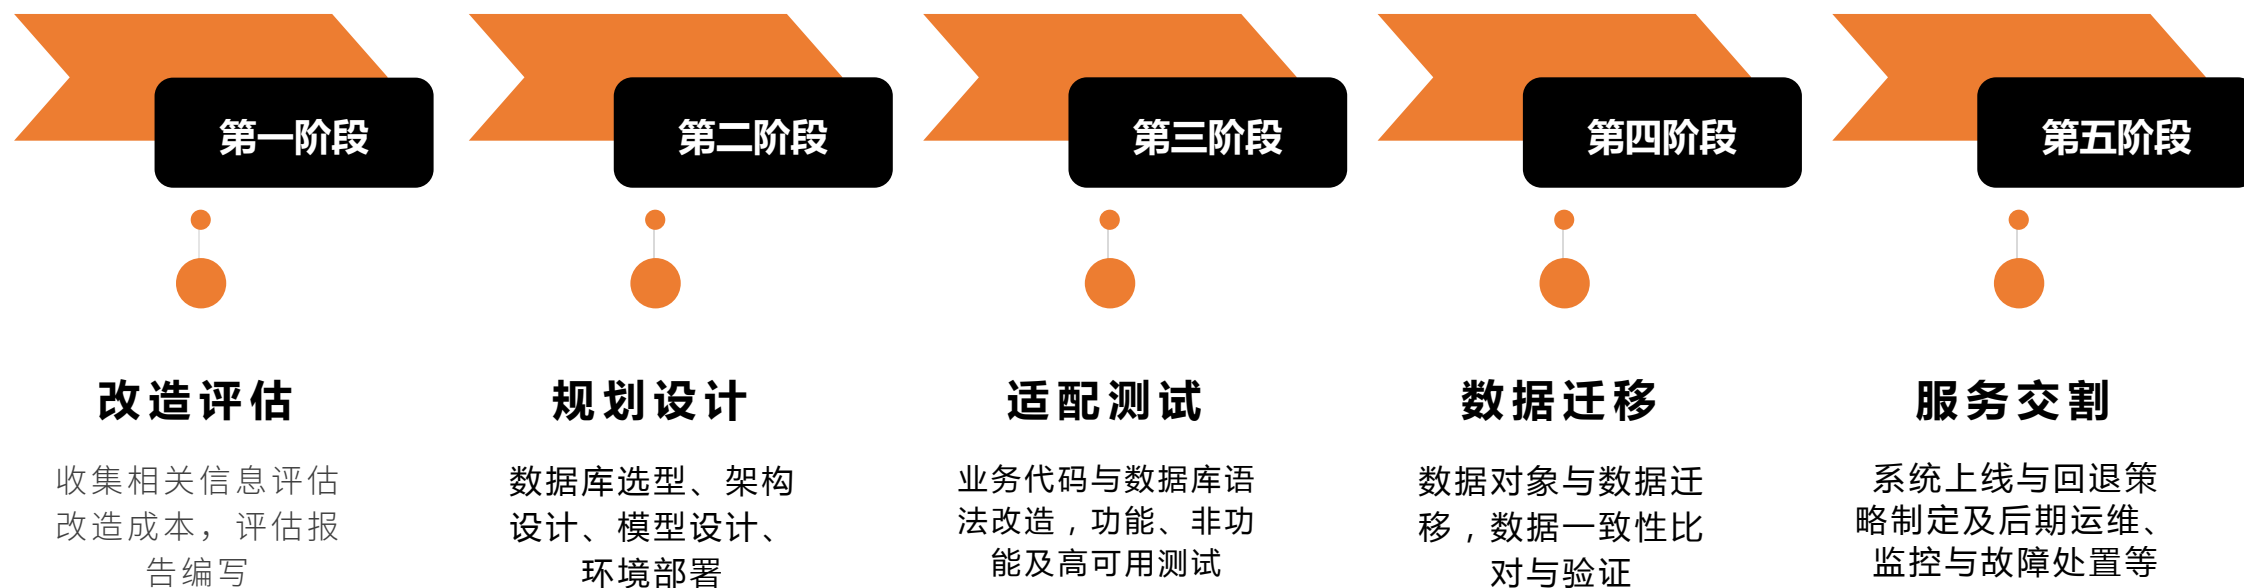 第一阶段
第二阶段
第三阶段
第四阶段
第五阶段
改造评估
收集相关信息评估
改造成本，评估报
告编写
规划设计
数据库选型、架构
设计、模型设计、
环境部署
适配测试
业务代码与数据库语
法改造，功能、非功
能及高可用测试
数据迁移
数据对象与数据迁
移，数据一致性比
对与验证
服务交割
系统上线与回退策
略制定及后期运维、
监控与故障处置等